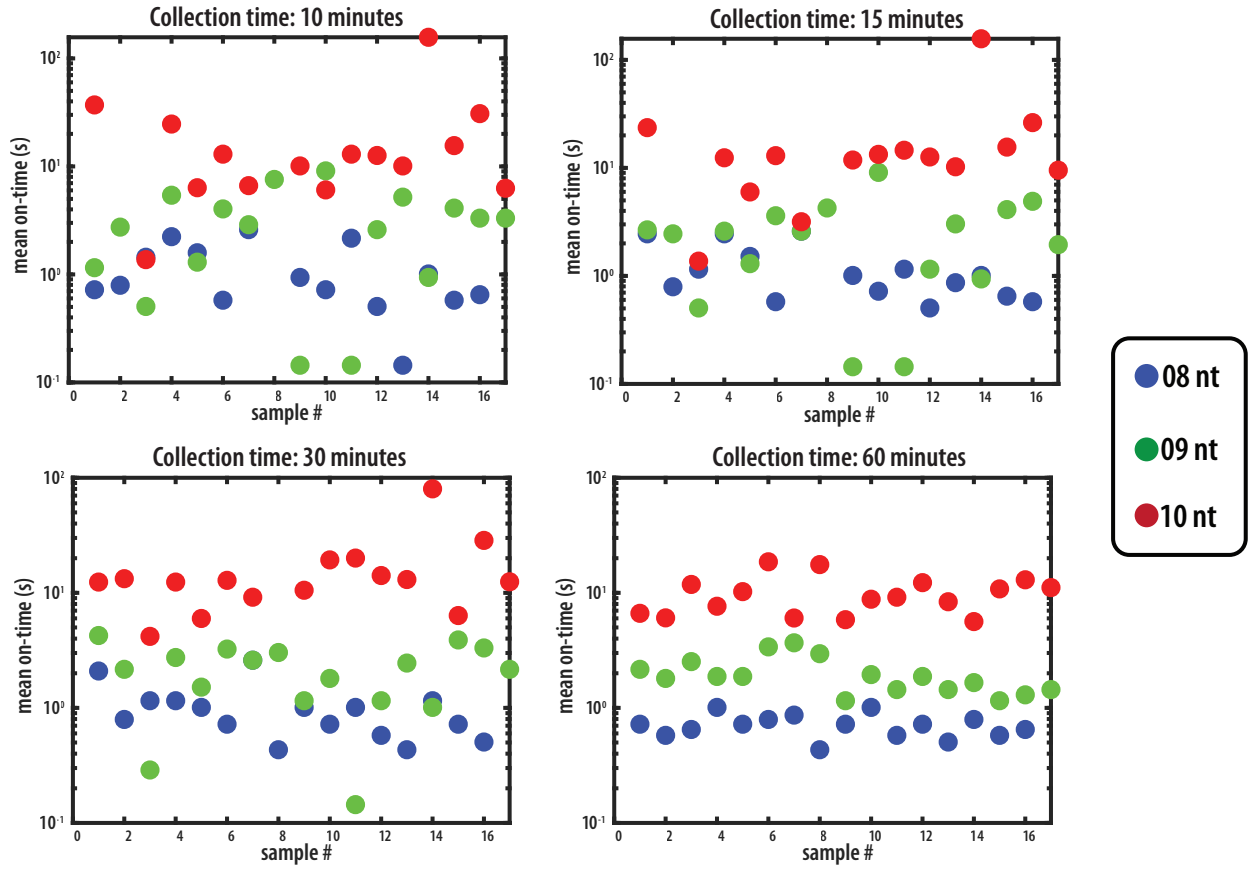 Collection time: 10 minutes
mean on-time (s)
10²
10¹
10⁰
10⁻¹
0 2 4 6 8 10 12 14 16
sample #
Collection time: 15 minutes
mean on-time (s)
10²
10¹
10⁰
10⁻¹
0 2 4 6 8 10 12 14 16
sample #
Collection time: 30 minutes
mean on-time (s)
10²
10¹
10⁰
10⁻¹
0 2 4 6 8 10 12 14 16
sample #
Collection time: 60 minutes
mean on-time (s)
10²
10¹
10⁰
10⁻¹
0 2 4 6 8 10 12 14 16
sample #
08 nt
09 nt
10 nt